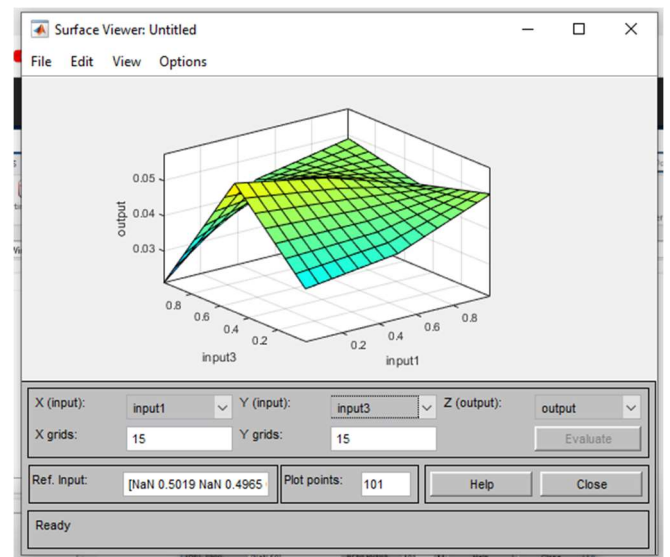 Surface Viewer: Untitled
File Edit View Options
0.05
0.04
0.03
output
0.8
0.6
0.4
0.2
input3
0.2
0.4
0.6
0.8
input1
X (input): input1 Y (input): input3 Z (output): output
X grids: 15 Y grids: 15 Evaluate
Ref. Input: [NaN 0.5019 NaN 0.4965 Plot points: 101 Help Close
Ready